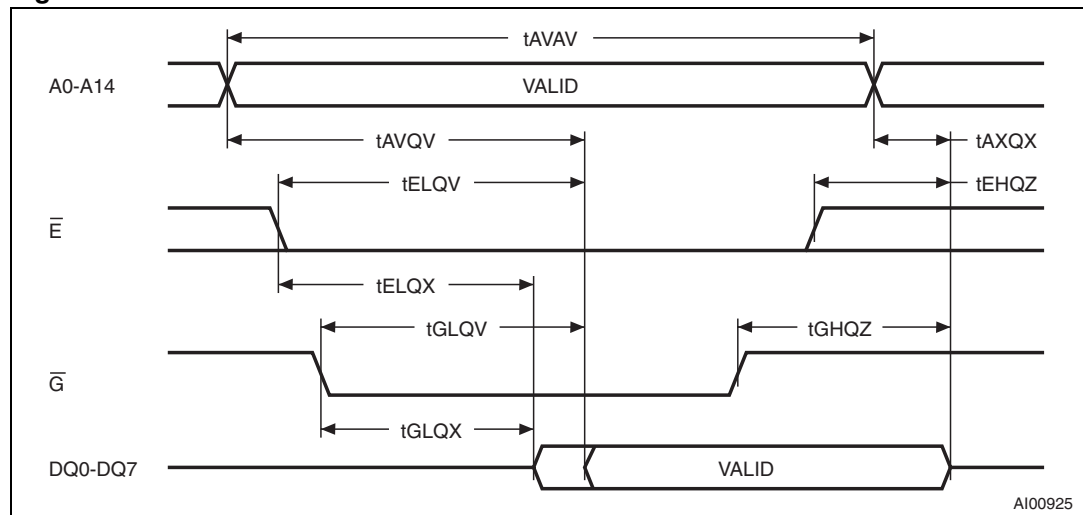 tAVAV
A0-A14
VALID
tAVQV
tAXQX
tELQV
tEHQZ
E̅
tELQX
tGLQV
tGHQZ
G̅
tGLQX
DQ0-DQ7
VALID
AI00925